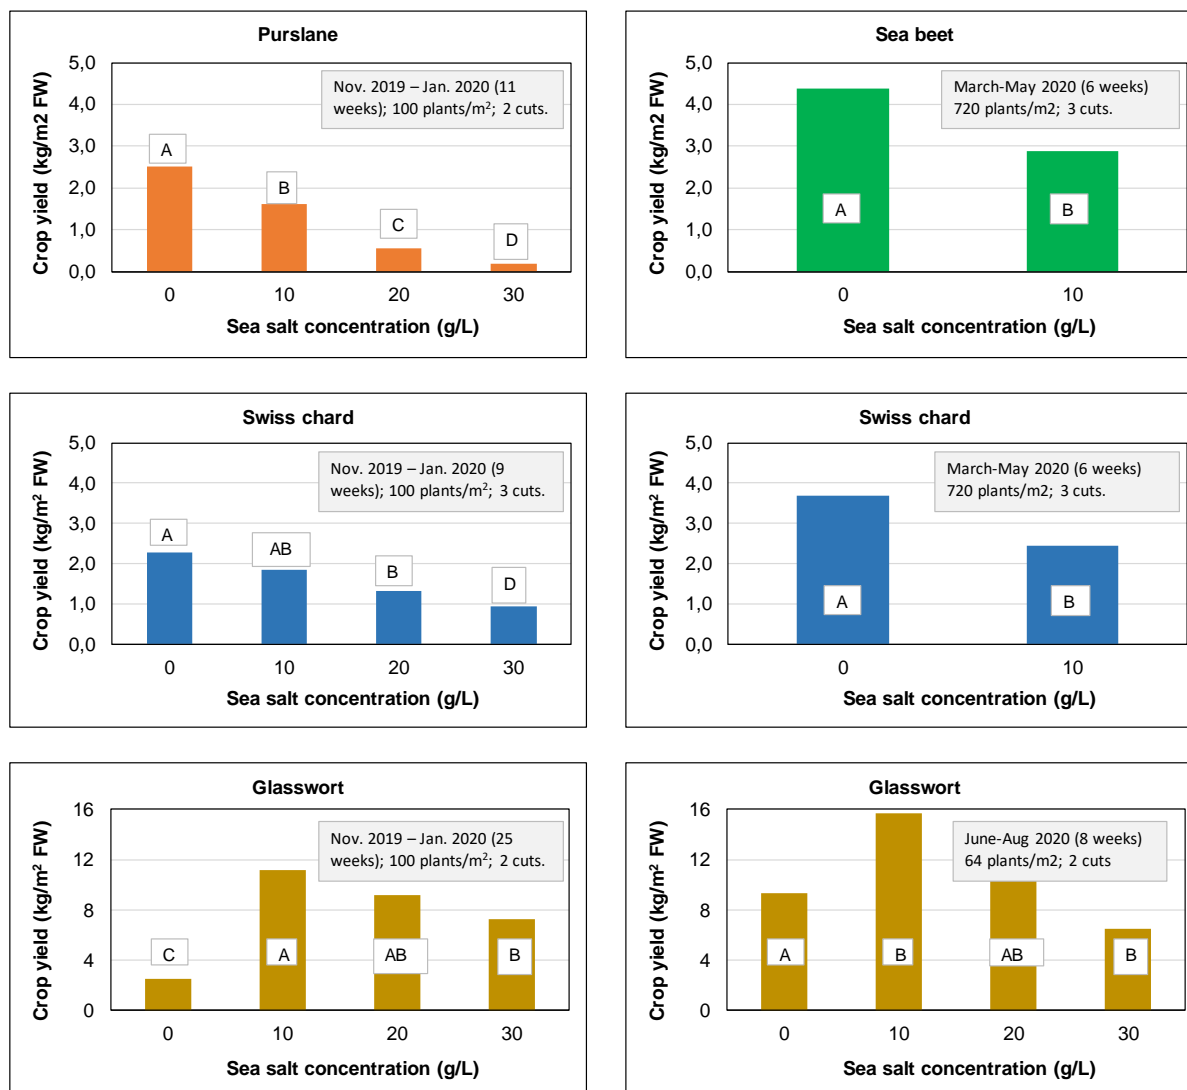 Purslane
Crop yield (kg/m2 FW)
5,0
4,0
3,0
2,0
1,0
0,0
Nov. 2019 – Jan. 2020 (11
weeks); 100 plants/m²; 2 cuts.
A
B
C
D
0 10 20 30
Sea salt concentration (g/L)
Sea beet
Crop yield (kg/m2 FW)
5,0
4,0
3,0
2,0
1,0
0,0
March-May 2020 (6 weeks)
720 plants/m2; 3 cuts.
A
B
0 10
Sea salt concentration (g/L)
Swiss chard
Crop yield (kg/m² FW)
5,0
4,0
3,0
2,0
1,0
0,0
Nov. 2019 – Jan. 2020 (9
weeks); 100 plants/m²; 3 cuts.
A
AB
B
D
0 10 20 30
Sea salt concentration (g/L)
Swiss chard
Crop yield (kg/m² FW)
5,0
4,0
3,0
2,0
1,0
0,0
March-May 2020 (6 weeks)
720 plants/m2; 3 cuts.
A
B
0 10
Sea salt concentration (g/L)
Glasswort
Crop yield (kg/m² FW)
16
12
8
4
0
Nov. 2019 – Jan. 2020 (25
weeks); 100 plants/m²; 2 cuts.
C
A
AB
B
0 10 20 30
Sea salt concentration (g/L)
Glasswort
Crop yield (kg/m² FW)
16
12
8
4
0
June-Aug 2020 (8 weeks)
64 plants/m2; 2 cuts
A
B
AB
B
0 10 20 30
Sea salt concentration (g/L)